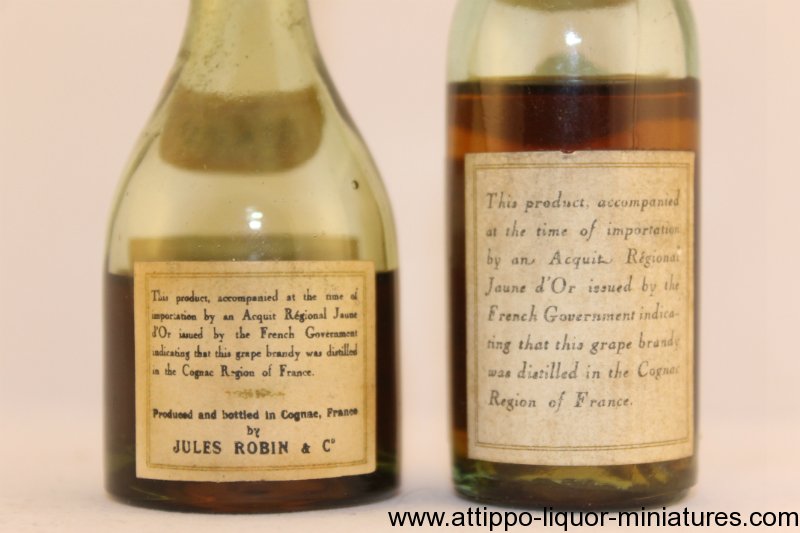 This product, accompanied at the time of
importation by an Acquit Régional Jaune
d'Or issued by the French Government
indicating that this grape brandy was distilled
in the Cognac Region of France.
Produced and bottled in Cognac, France
by
JULES ROBIN & Cº
This product, accompanied
at the time of importation
by an Acquit Régional
Jaune d'Or issued by the
French Government indica-
ting that this grape brandy
was distilled in the Cognac
Region of France.
www.attippo-liquor-miniatures.com